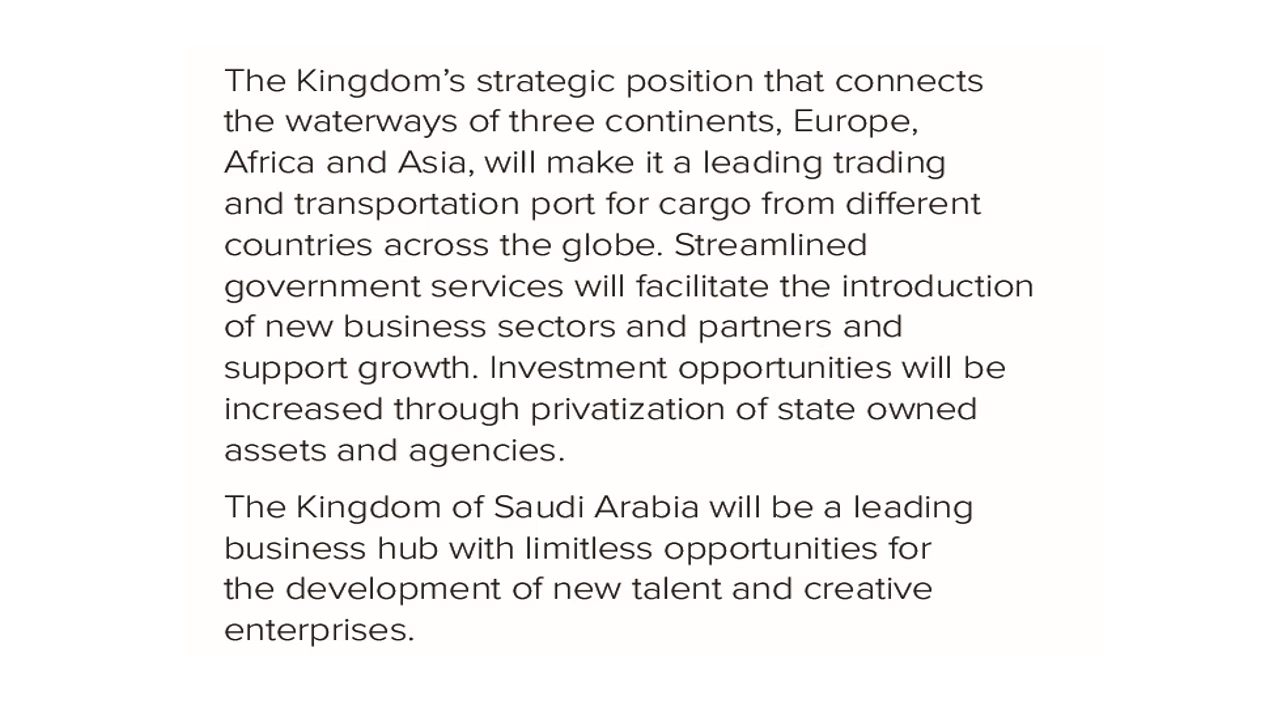 The Kingdom’s strategic position that connects
the waterways of three continents, Europe,
Africa and Asia, will make it a leading trading
and transportation port for cargo from different
countries across the globe. Streamlined
government services will facilitate the introduction
of new business sectors and partners and
support growth. Investment opportunities will be
increased through privatization of state owned
assets and agencies.
The Kingdom of Saudi Arabia will be a leading
business hub with limitless opportunities for
the development of new talent and creative
enterprises.